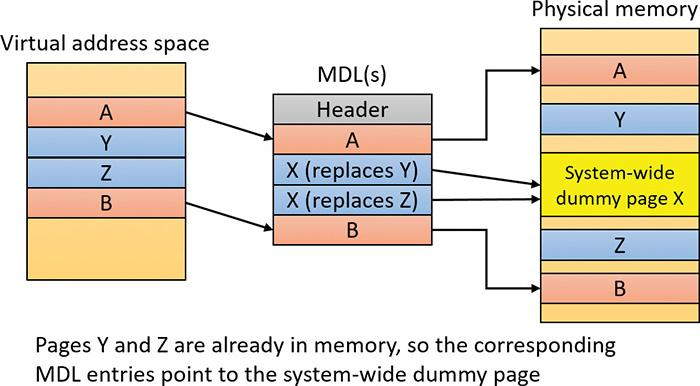 Virtual address space
A
Y
Z
B
MDL(s)
Header
A
X (replaces Y)
X (replaces Z)
B
Physical memory
A
Y
System-wide
dummy page X
Z
B
Pages Y and Z are already in memory, so the corresponding
MDL entries point to the system-wide dummy page